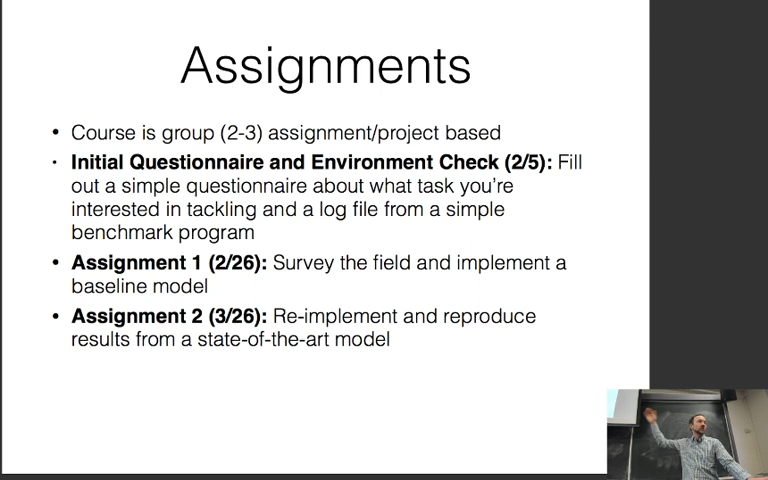 Assignments
• Course is group (2-3) assignment/project based
• Initial Questionnaire and Environment Check (2/5): Fill
out a simple questionnaire about what task you're
interested in tackling and a log file from a simple
benchmark program
• Assignment 1 (2/26): Survey the field and implement a
baseline model
• Assignment 2 (3/26): Re-implement and reproduce
results from a state-of-the-art model